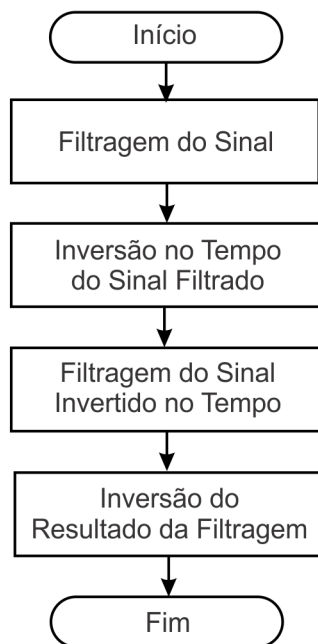 Início
Filtragem do Sinal
Inversão no Tempo
do Sinal Filtrado
Filtragem do Sinal
Invertido no Tempo
Inversão do
Resultado da Filtragem
Fim